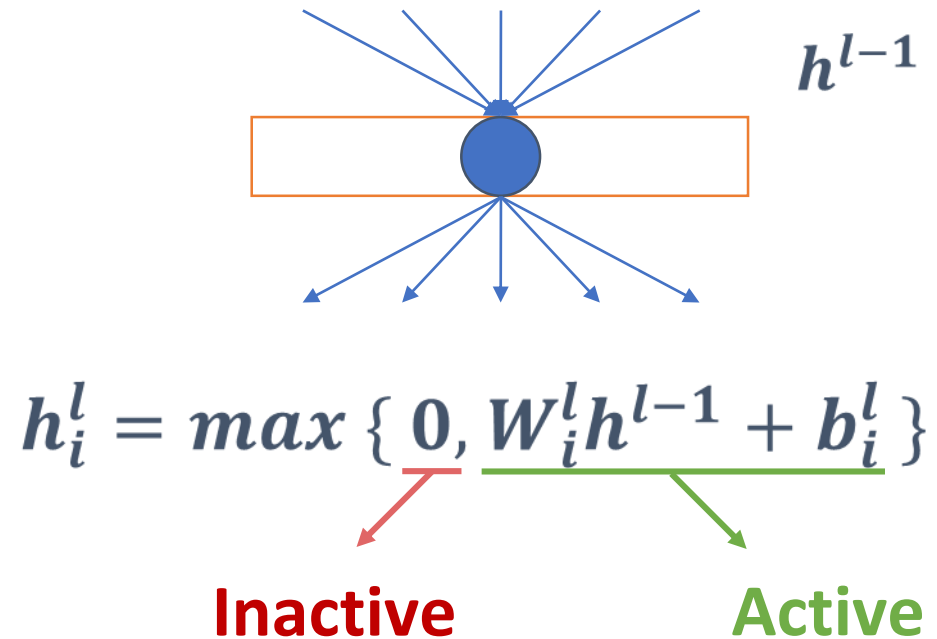 h^{l-1}
h_i^l = max { 0, W_i^l h^{l-1} + b_i^l }
Inactive Active